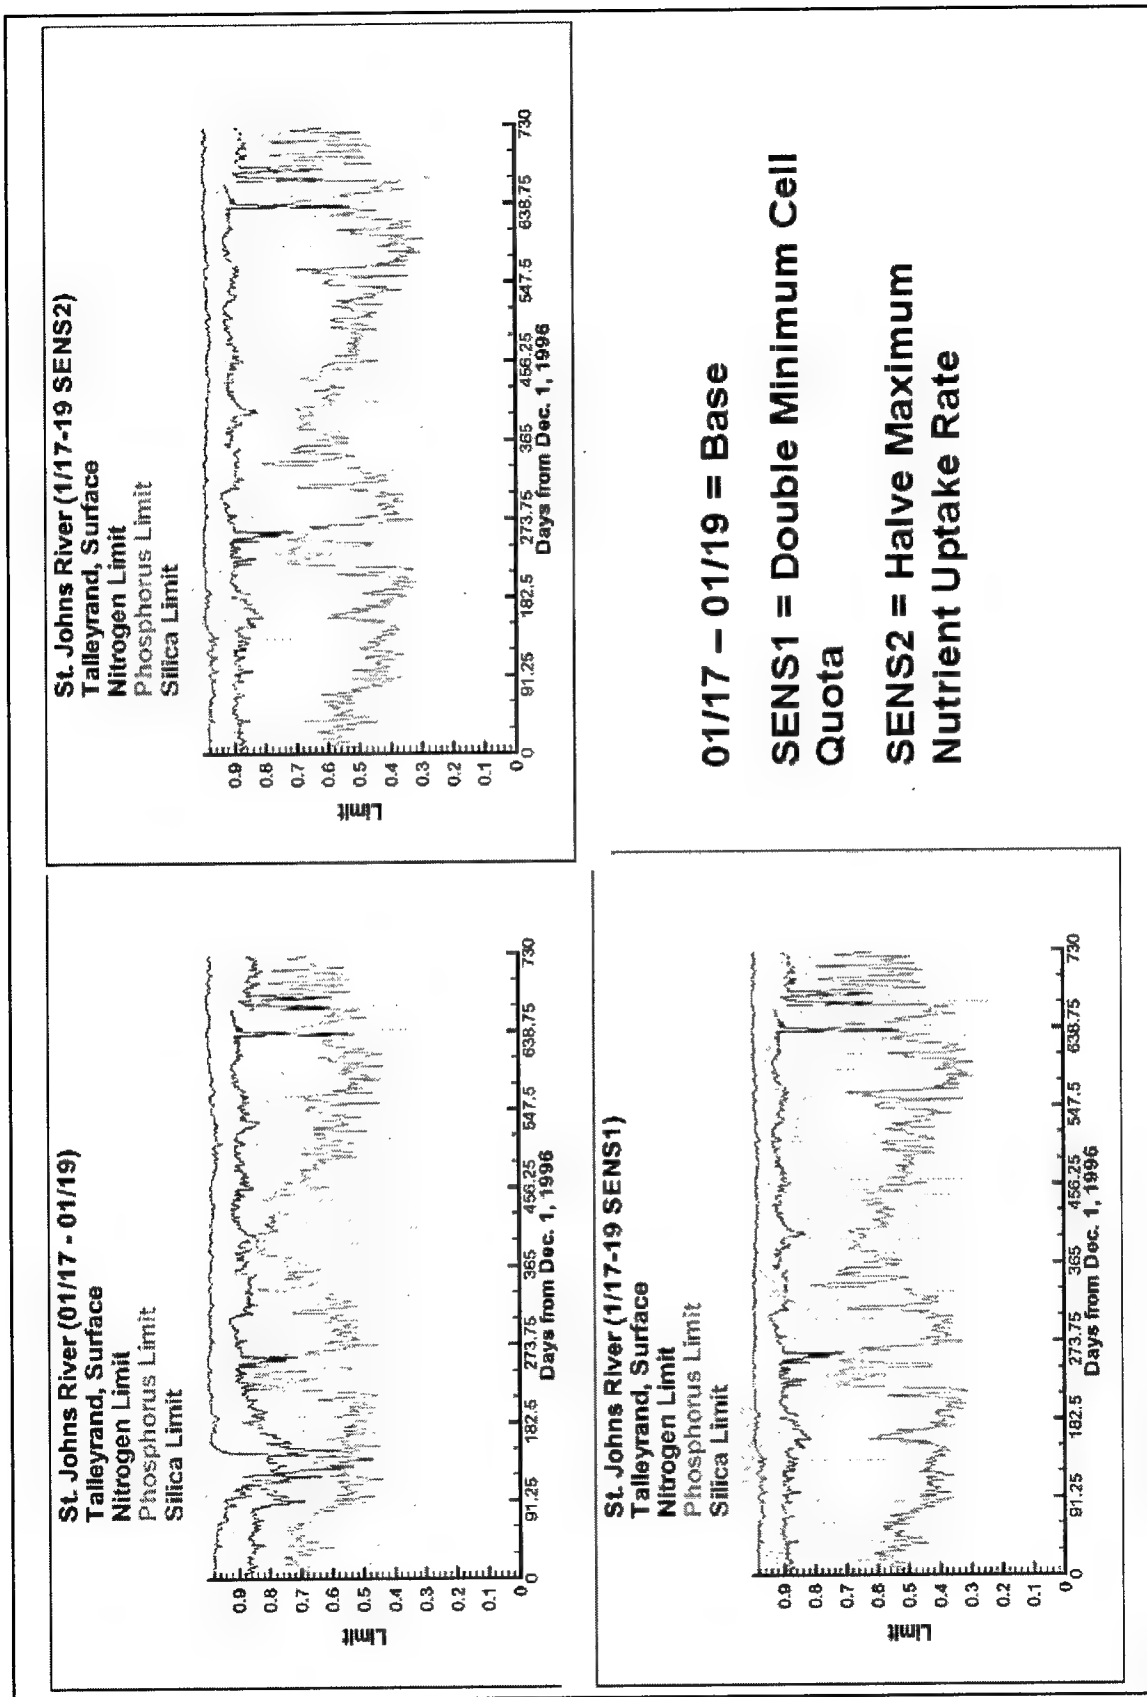 St. Johns River (01/17 - 01/19)
Talleyrand, Surface
Nitrogen Limit
Phosphorus Limit
Silica Limit
Limit
0.9
0.8
0.7
0.6
0.5
0.4
0.3
0.2
0.1
0
0
91.25
182.5
273.75
365
456.25
547.5
638.75
730
Days from Dec. 1, 1996
St. Johns River (1/17-19 SENS2)
Talleyrand, Surface
Nitrogen Limit
Phosphorus Limit
Silica Limit
Limit
0.9
0.8
0.7
0.6
0.5
0.4
0.3
0.2
0.1
0
0
91.25
182.5
273.75
365
456.25
547.5
638.75
730
Days from Dec. 1, 1996
St. Johns River (1/17-19 SENS1)
Talleyrand, Surface
Nitrogen Limit
Phosphorus Limit
Silica Limit
Limit
0.9
0.8
0.7
0.6
0.5
0.4
0.3
0.2
0.1
0
0
91.25
182.5
273.75
365
456.25
547.5
638.75
730
Days from Dec. 1, 1996
01/17 – 01/19 = Base
SENS1 = Double Minimum Cell
Quota
SENS2 = Halve Maximum
Nutrient Uptake Rate